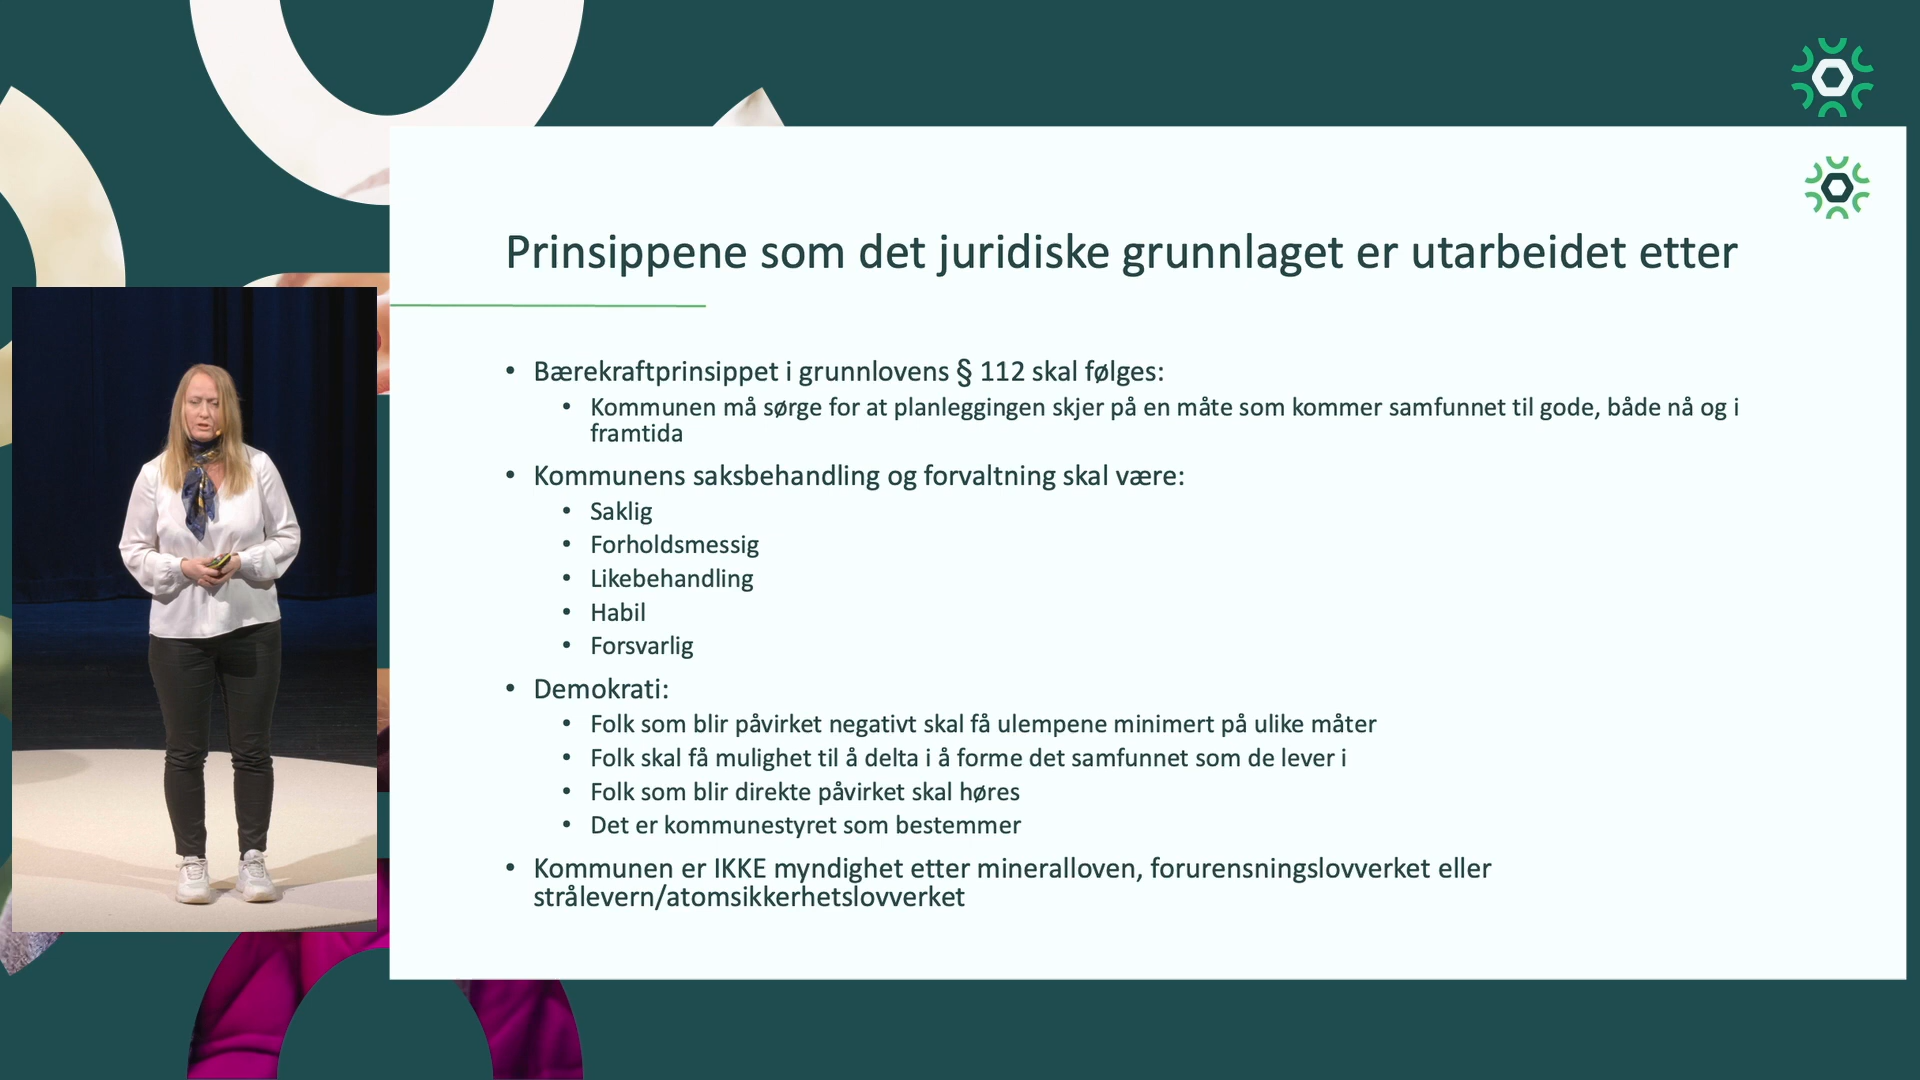 Prinsippene som det juridiske grunnlaget er utarbeidet etter
• Bærekraftprinsippet i grunnlovens § 112 skal følges:
• Kommunen må sørge for at planleggingen skjer på en måte som kommer samfunnet til gode, både nå og i
framtida
• Kommunens saksbehandling og forvaltning skal være:
• Saklig
• Forholdsmessig
• Likebehandling
• Habil
• Forsvarlig
• Demokrati:
• Folk som blir påvirket negativt skal få ulempene minimert på ulike måter
• Folk skal få mulighet til å delta i å forme det samfunnet som de lever i
• Folk som blir direkte påvirket skal høres
• Det er kommunestyret som bestemmer
• Kommunen er IKKE myndighet etter mineralloven, forurensningslovverket eller
strålevern/atomsikkerhetslovverket